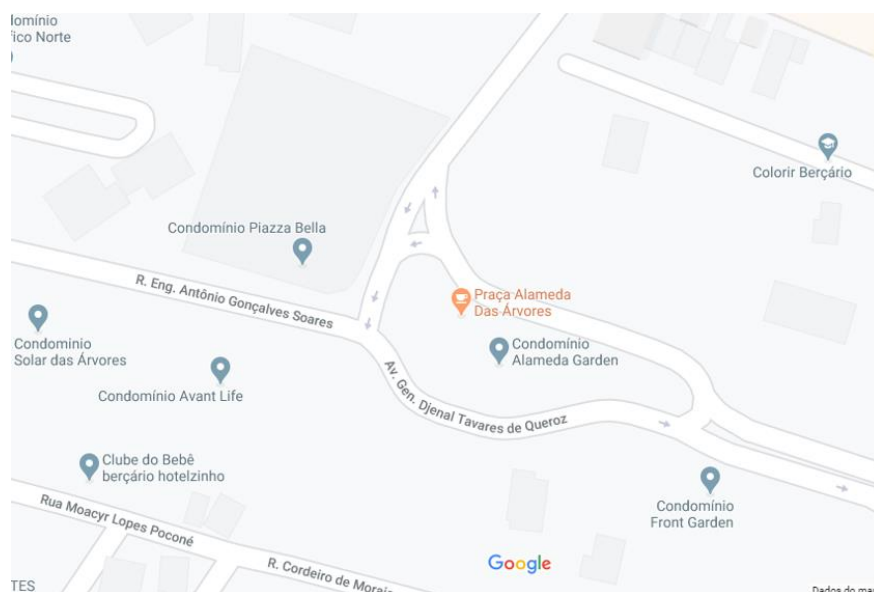 domínio
fico Norte
Colorir Berçário
Condomínio Piazza Bella
R. Eng. Antônio Gonçalves Soares
Praça Alameda
Das Árvores
Condomínio
Solar das Árvores
Condomínio
Alameda Garden
Condomínio Avant Life
Av. Gen. Djenal Tavares de Queroz
Clube do Bebê
berçário hotelzinho
Rua Moacyr Lopes Poconé
Condomínio
Front Garden
R. Cordeiro de Morais
Google
TES
Dados do ma